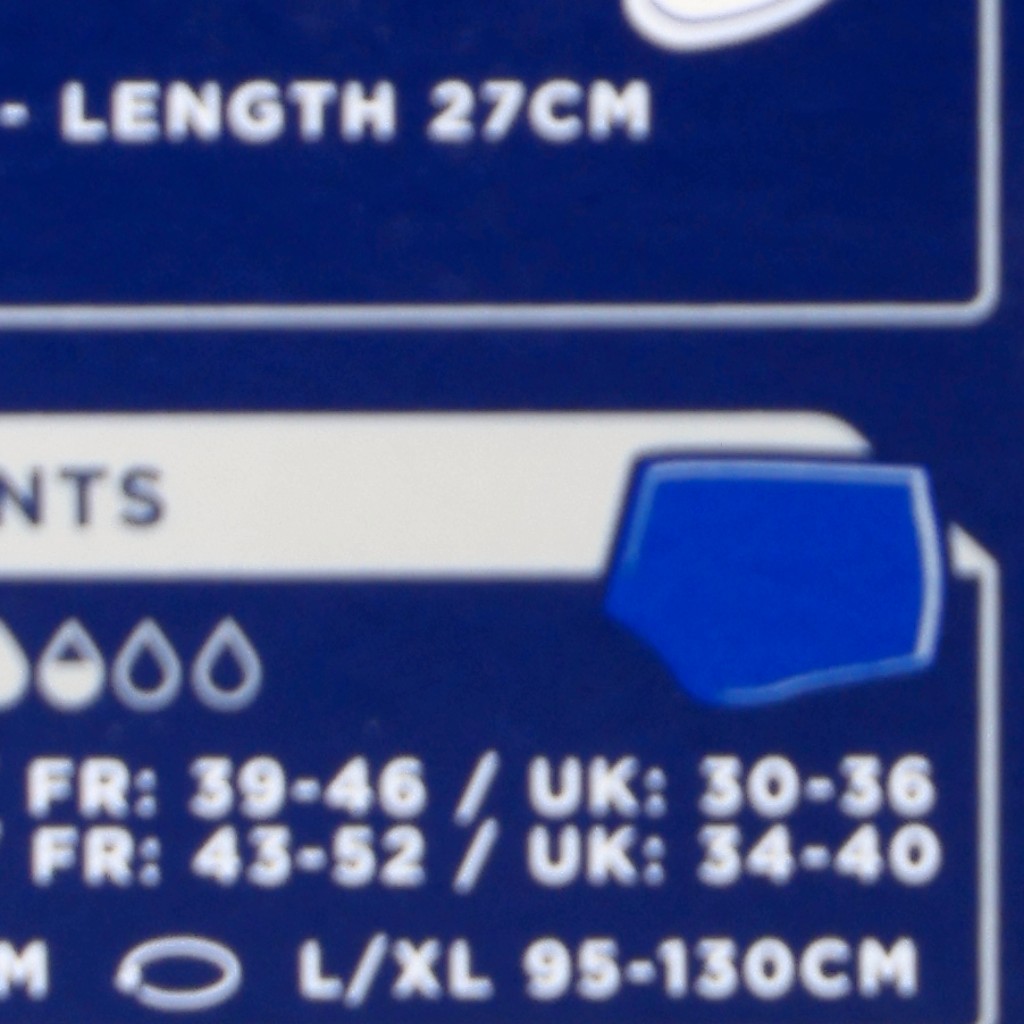 - LENGTH 27CM
NTS
FR: 39-46 / UK: 30-36
FR: 43-52 / UK: 34-40
M L/XL 95-130CM